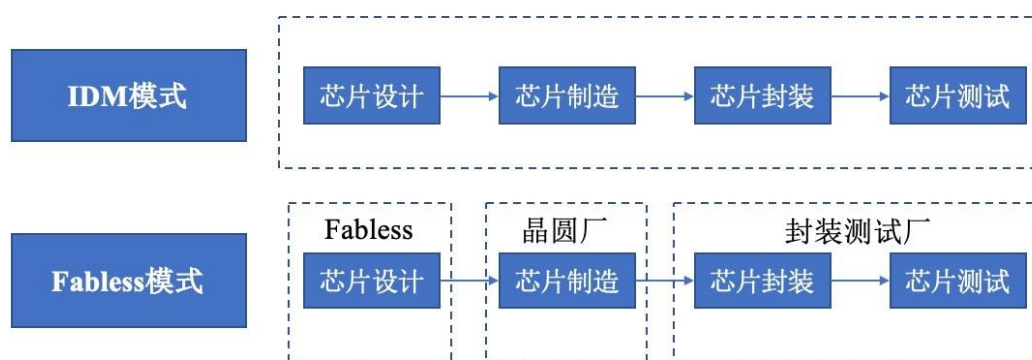 IDM模式
芯片设计
芯片制造
芯片封装
芯片测试
Fabless模式
Fabless
晶圆厂
封装测试厂
芯片设计
芯片制造
芯片封装
芯片测试